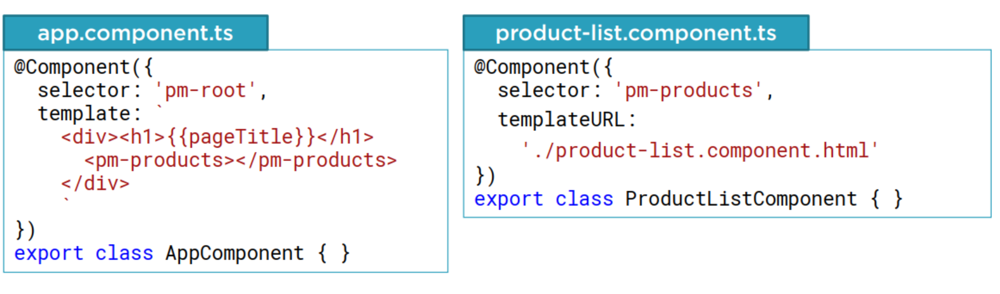 app.component.ts
@Component({
  selector: 'pm-root',
  template: `
    <div><h1>{{pageTitle}}</h1>
      <pm-products></pm-products>
    </div>
    `
})
export class AppComponent { }
product-list.component.ts
@Component({
  selector: 'pm-products',
  templateURL:
    './product-list.component.html'
})
export class ProductListComponent { }